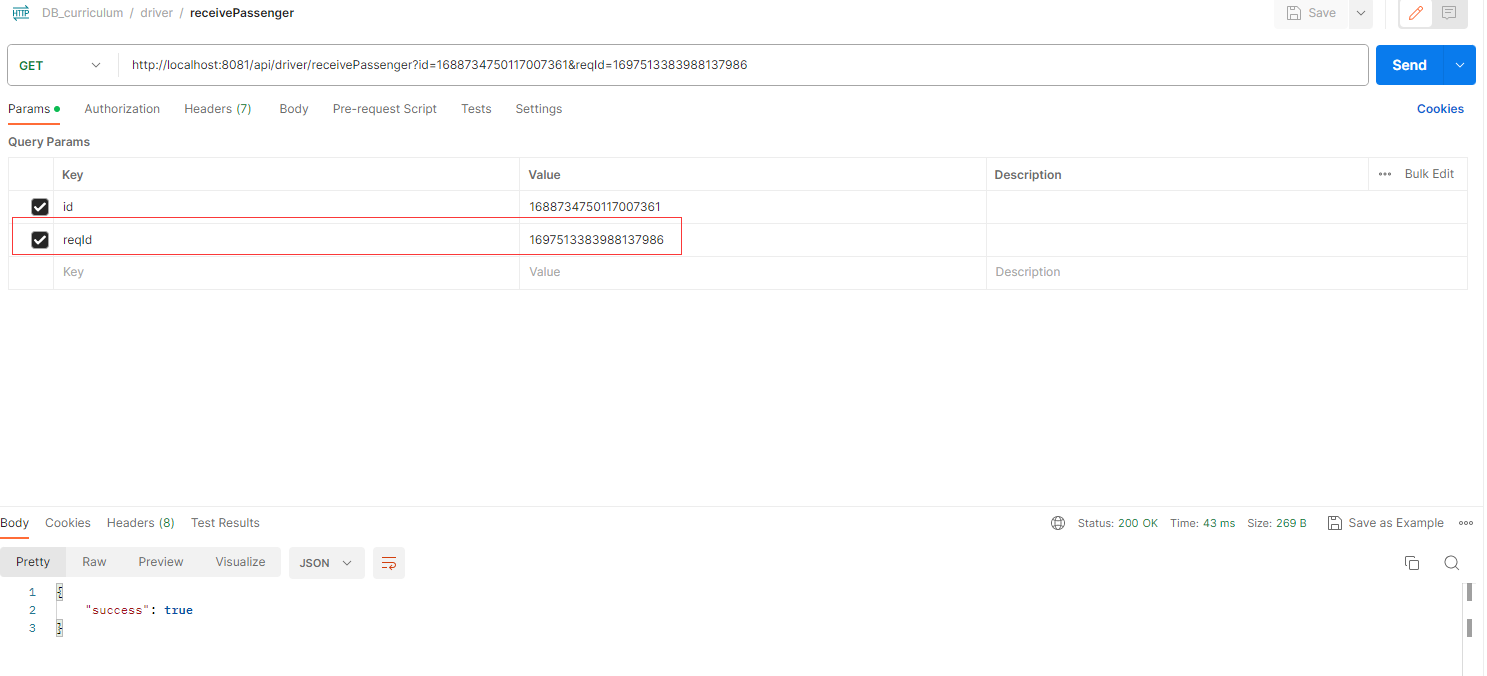 HTTP DB_curriculum / driver / receivePassenger Save
GET http://localhost:8081/api/driver/receivePassenger?id=1688734750117007361&reqId=1697513383988137986 Send
Params Authorization Headers (7) Body Pre-request Script Tests Settings Cookies
Query Params
Key Value Description Bulk Edit
id 1688734750117007361
reqId 1697513383988137986
Key Value Description
Body Cookies Headers (8) Test Results Status: 200 OK Time: 43 ms Size: 269 B Save as Example
Pretty Raw Preview Visualize JSON
1 {
2 "success": true
3 }